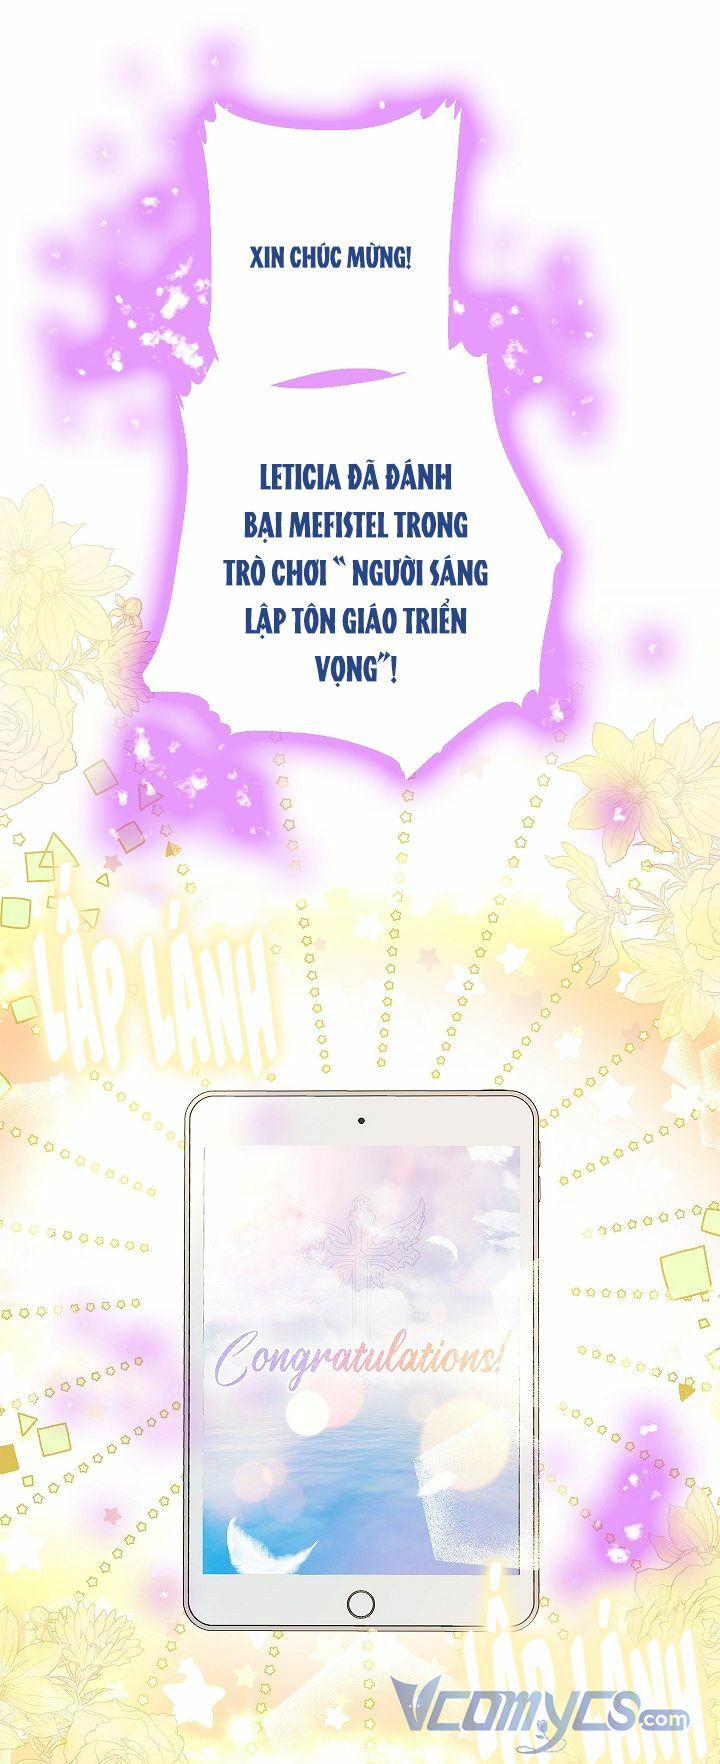 XIN CHÚC MỪNG!
LETICIA ĐÃ ĐÁNH
BẠI MEFISTEL TRONG
TRÒ CHƠI “ NGƯỜI SÁNG
LẬP TÔN GIÁO TRIỂN
VỌNG”!
LẤP LÁNH
Congratulations!
LẤP LÁNH
VCOMYCS.com